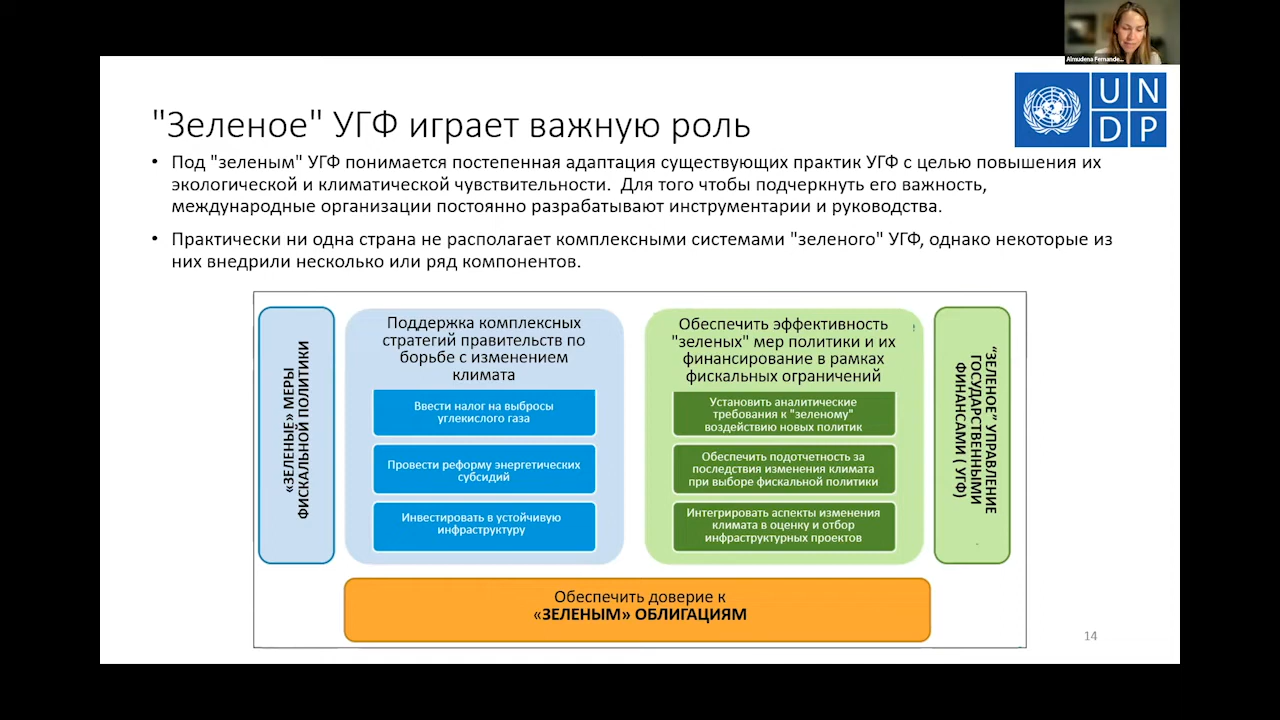 Almudena Fernande...
UN
DP
"Зеленое" УГФ играет важную роль
• Под "зеленым" УГФ понимается постепенная адаптация существующих практик УГФ с целью повышения их
экологической и климатической чувствительности. Для того чтобы подчеркнуть его важность,
международные организации постоянно разрабатывают инструментарии и руководства.
• Практически ни одна страна не располагает комплексными системами "зеленого" УГФ, однако некоторые из
них внедрили несколько или ряд компонентов.
«ЗЕЛЕНЫЕ» МЕРЫ
ФИСКАЛЬНОЙ ПОЛИТИКИ
Поддержка комплексных
стратегий правительств по
борьбе с изменением
климата
Ввести налог на выбросы
углекислого газа
Провести реформу энергетических
субсидий
Инвестировать в устойчивую
инфраструктуру
Обеспечить эффективность
"зеленых" мер политики и их
финансирование в рамках
фискальных ограничений
Установить аналитические
требования к "зеленому"
воздействию новых политик
Обеспечить подотчетность за
последствия изменения климата
при выборе фискальной политики
Интегрировать аспекты изменения
климата в оценку и отбор
инфраструктурных проектов
"ЗЕЛЕНОЕ" УПРАВЛЕНИЕ
ГОСУДАРСТВЕННЫМИ
ФИНАНСАМИ ( УГФ)
Обеспечить доверие к
«ЗЕЛЕНЫМ» ОБЛИГАЦИЯМ
14